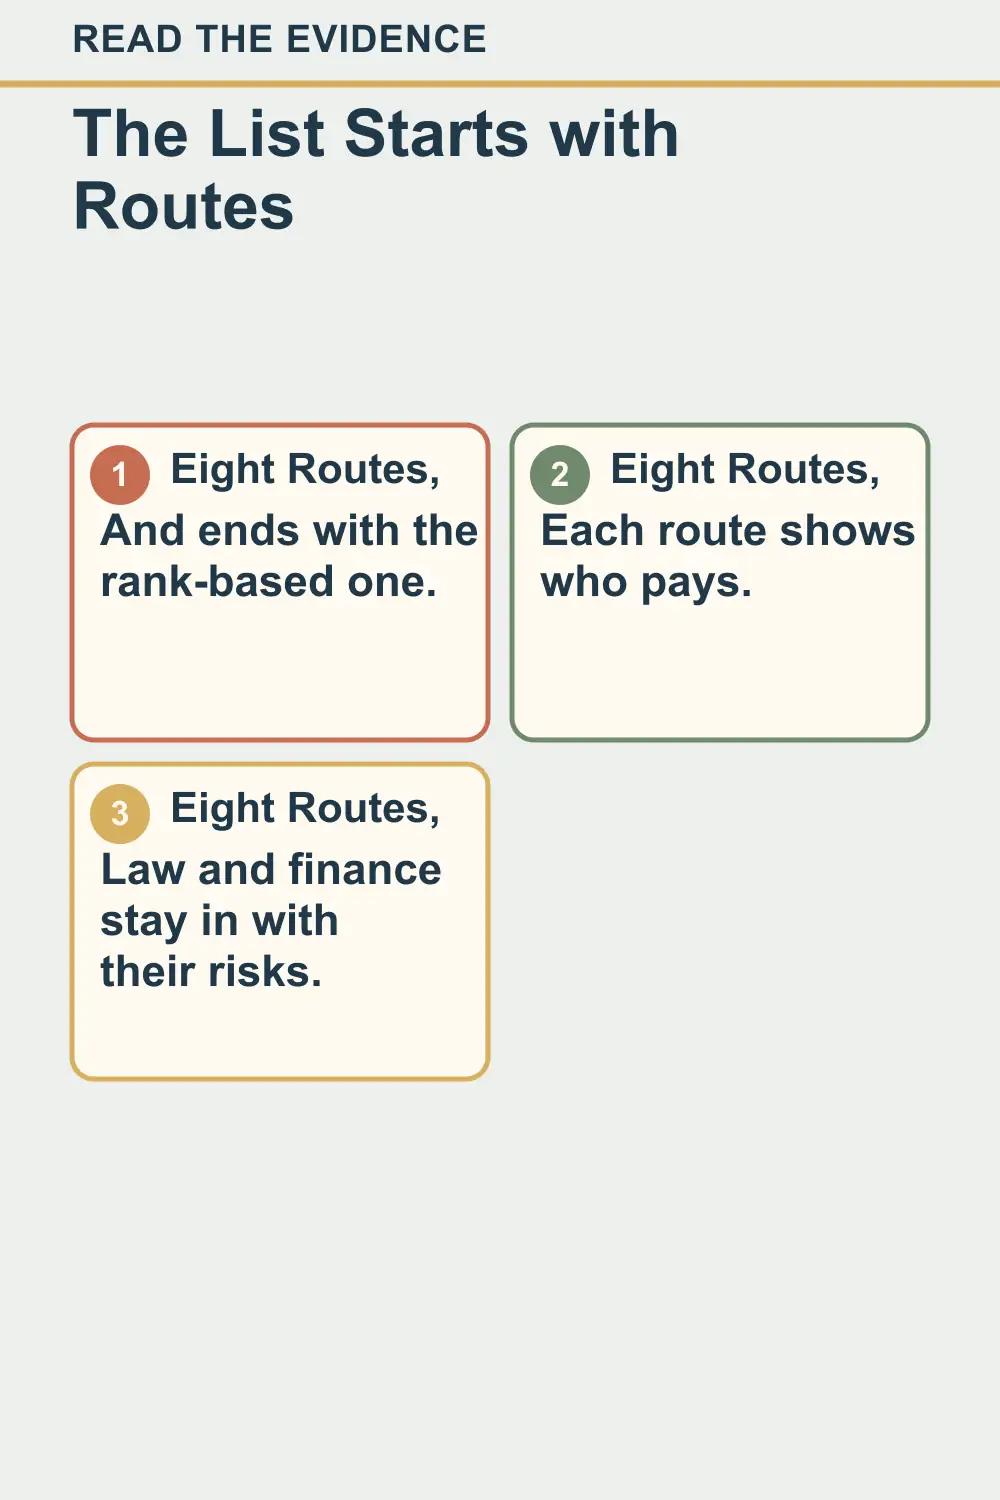 READ THE EVIDENCE
The List Starts with
Routes
1 Eight Routes,
And ends with the
rank-based one.
2 Eight Routes,
Each route shows
who pays.
3 Eight Routes,
Law and finance
stay in with
their risks.